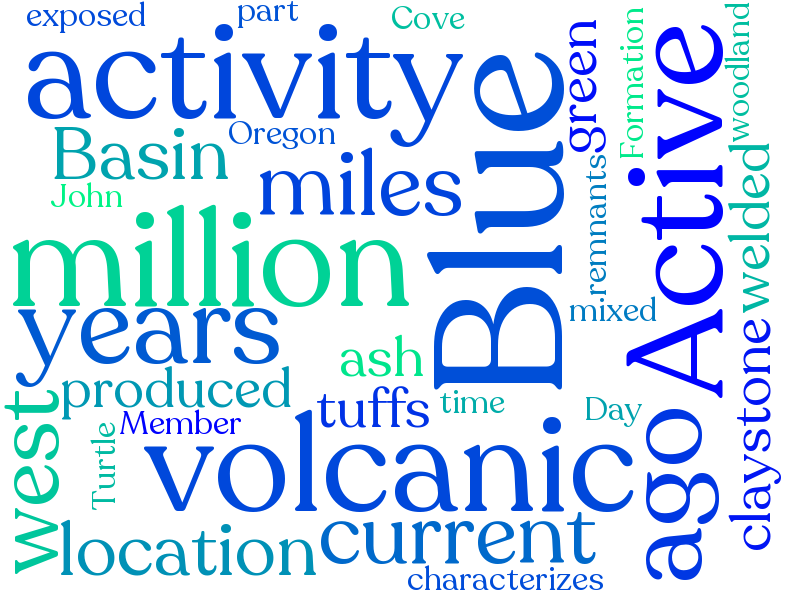 exposed
part
Cove
activity
Blue
green
Formation
Active
woodland
Oregon
Basin
miles
John
remnants
welded
million
mixed
years
ash
claystone
produced
tuffs
time
Day
west
Member
Turtle
volcanic
ago
location
current
characterizes